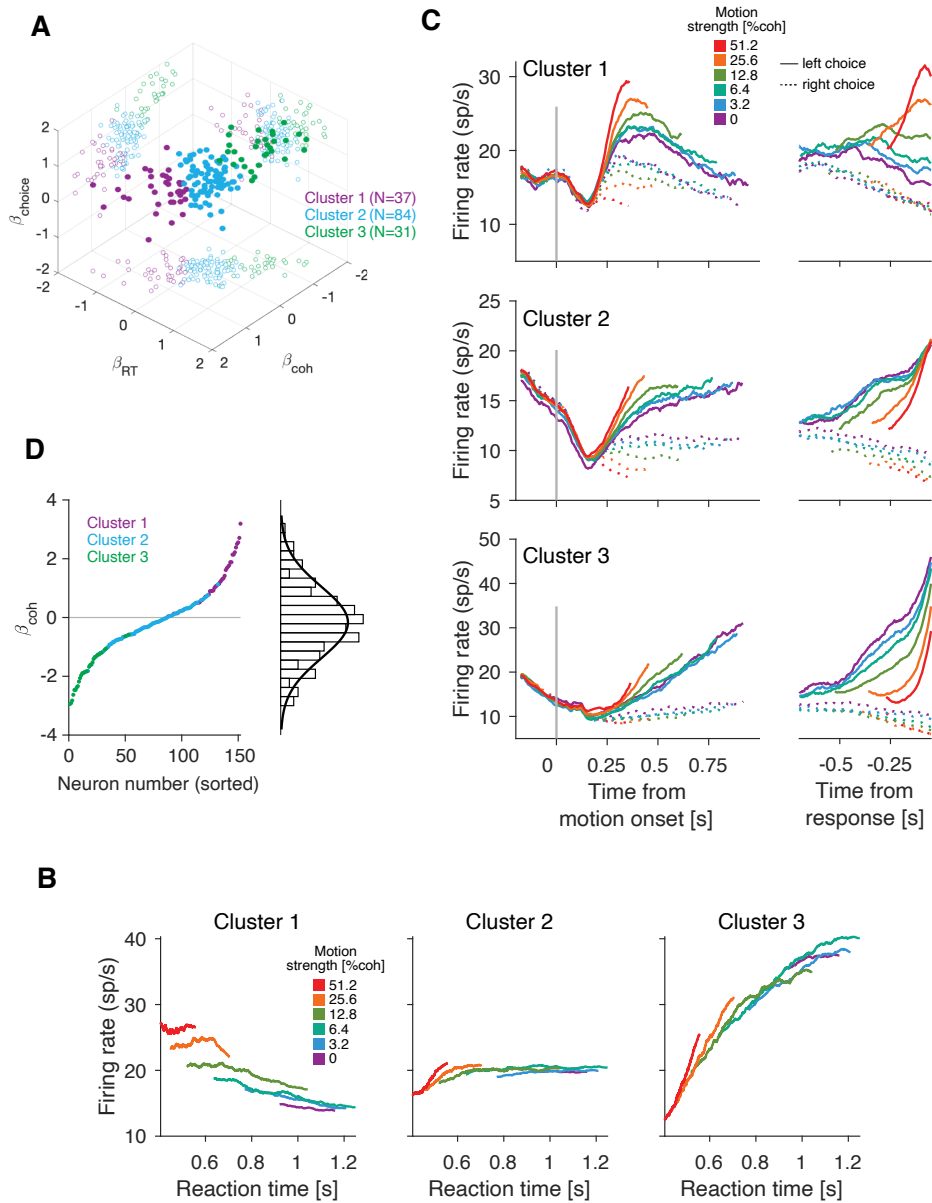 A
2
1
0
-1
-2
βchoice
-2
-1
0
1
2
βRT
2
1
0
-1
-2
βcoh
Cluster 1 (N=37)
Cluster 2 (N=84)
Cluster 3 (N=31)
C
Motion
strength [%coh]
51.2
25.6
12.8
6.4
3.2
0
left choice
right choice
Cluster 1
30
20
10
Firing rate (sp/s)
Cluster 2
25
20
15
10
5
Firing rate (sp/s)
Cluster 3
50
40
30
20
10
Firing rate (sp/s)
0
0.25
0.5
0.75
Time from
motion onset [s]
-0.5
-0.25
Time from
response [s]
D
4
2
0
-2
-4
βcoh
Cluster 1
Cluster 2
Cluster 3
0
50
100
150
Neuron number (sorted)
B
Cluster 1
Cluster 2
Cluster 3
40
30
20
10
Firing rate (sp/s)
Motion
strength [%coh]
51.2
25.6
12.8
6.4
3.2
0
0.6
0.8
1
1.2
Reaction time [s]
0.6
0.8
1
1.2
Reaction time [s]
0.6
0.8
1
1.2
Reaction time [s]